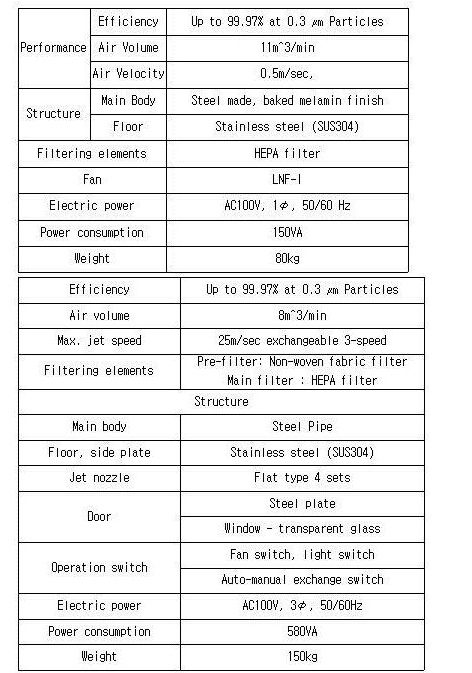 Performance Efficiency Up to 99.97% at 0.3 ㎛ Particles
Air Volume 11m^3/min
Air Velocity 0.5m/sec,
Structure Main Body Steel made, baked melamin finish
Floor Stainless steel (SUS304)
Filtering elements HEPA filter
Fan LNF-I
Electric power AC100V, 1φ, 50/60 Hz
Power consumption 150VA
Weight 80kg
Efficiency Up to 99.97% at 0.3 ㎛ Particles
Air volume 8m^3/min
Max. jet speed 25m/sec exchangeable 3-speed
Filtering elements Pre-filter: Non-woven fabric filter
Main filter : HEPA filter
Structure
Main body Steel Pipe
Floor, side plate Stainless steel (SUS304)
Jet nozzle Flat type 4 sets
Door Steel plate
Window - transparent glass
Operation switch Fan switch, light switch
Auto-manual exchange switch
Electric power AC100V, 3φ, 50/60Hz
Power consumption 580VA
Weight 150kg